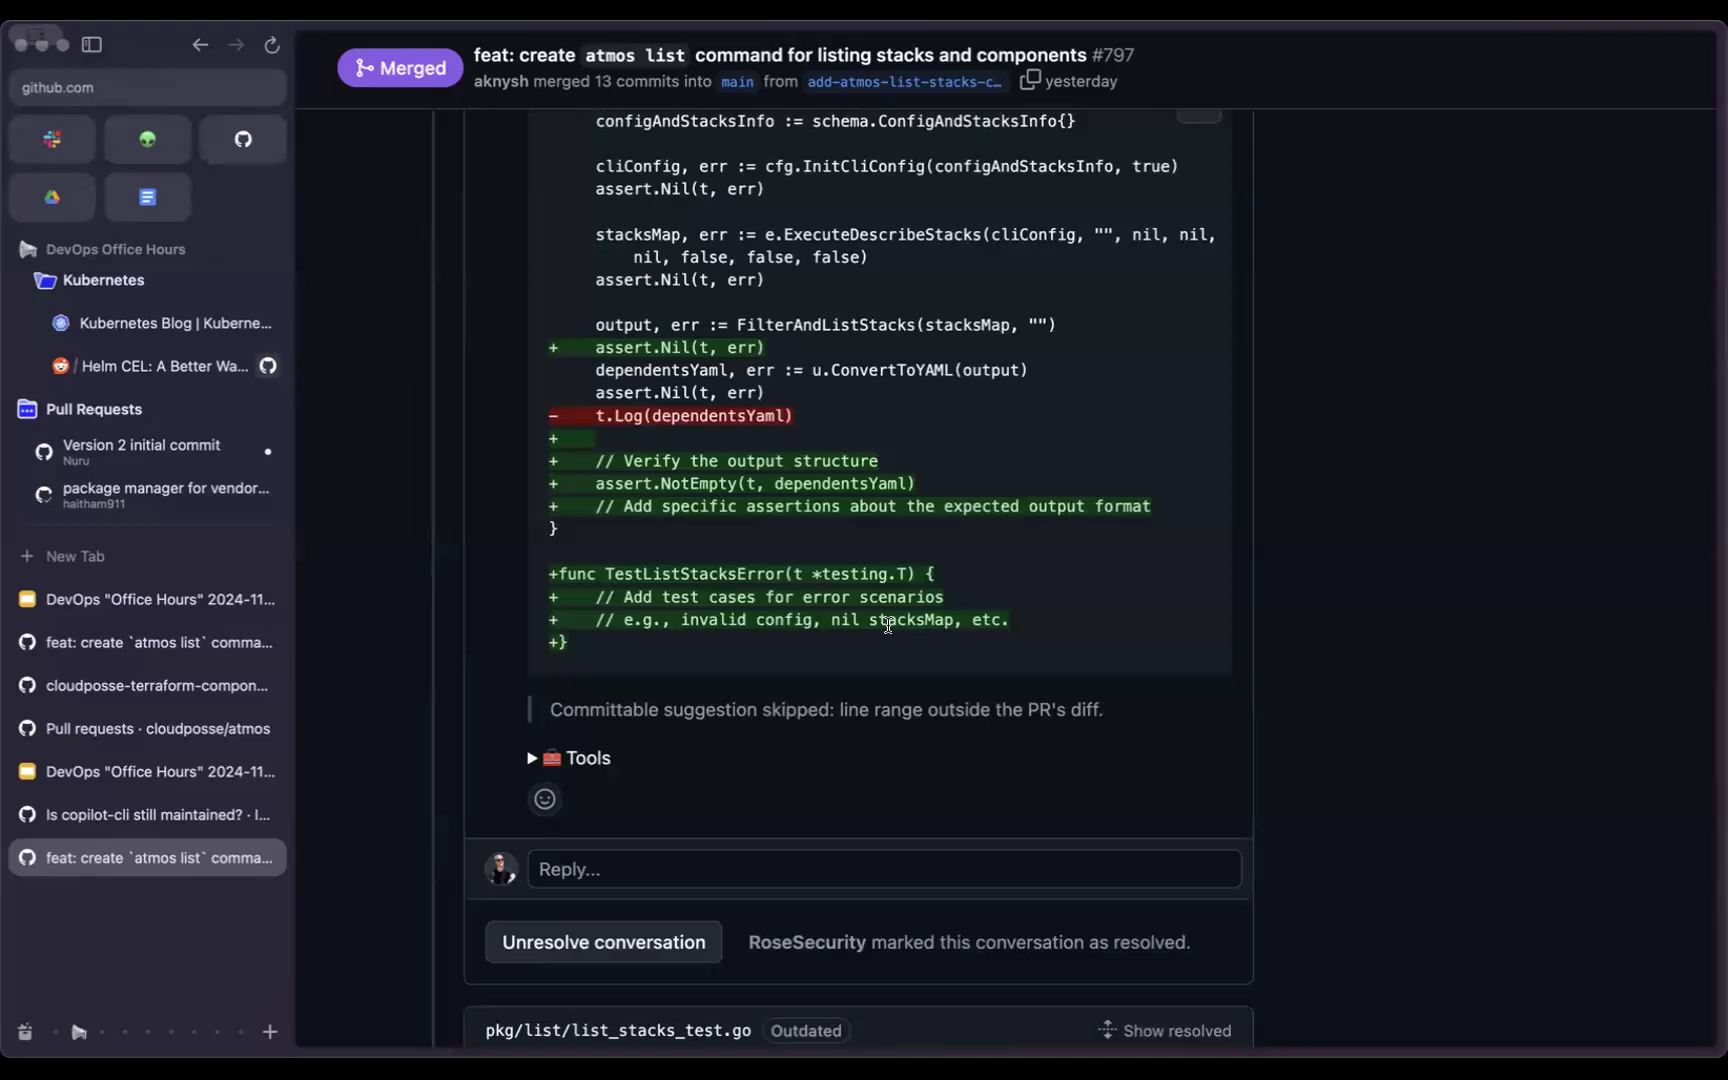 github.com
DevOps Office Hours
Kubernetes
Kubernetes Blog | Kuberne...
/ Helm CEL: A Better Wa...
Pull Requests
Version 2 initial commit
Nuru
package manager for vendor...
haitham911
+ New Tab
DevOps "Office Hours" 2024-11...
feat: create `atmos list` comma...
cloudposse-terraform-compon...
Pull requests · cloudposse/atmos
DevOps "Office Hours" 2024-11...
Is copilot-cli still maintained? · I...
feat: create `atmos list` comma...
Merged
feat: create atmos list command for listing stacks and components #797
aknysh merged 13 commits into main from add-atmos-list-stacks-c… yesterday
configAndStacksInfo := schema.ConfigAndStacksInfo{}
cliConfig, err := cfg.InitCliConfig(configAndStacksInfo, true)
assert.Nil(t, err)
stacksMap, err := e.ExecuteDescribeStacks(cliConfig, "", nil, nil,
nil, false, false, false)
assert.Nil(t, err)
output, err := FilterAndListStacks(stacksMap, "")
+ assert.Nil(t, err)
dependentsYaml, err := u.ConvertToYAML(output)
assert.Nil(t, err)
- t.Log(dependentsYaml)
+
+ // Verify the output structure
+ assert.NotEmpty(t, dependentsYaml)
+ // Add specific assertions about the expected output format
}
+func TestListStacksError(t *testing.T) {
+ // Add test cases for error scenarios
+ // e.g., invalid config, nil stacksMap, etc.
+}
Committable suggestion skipped: line range outside the PR's diff.
Tools
Reply...
Unresolve conversation
RoseSecurity marked this conversation as resolved.
pkg/list/list_stacks_test.go Outdated
Show resolved